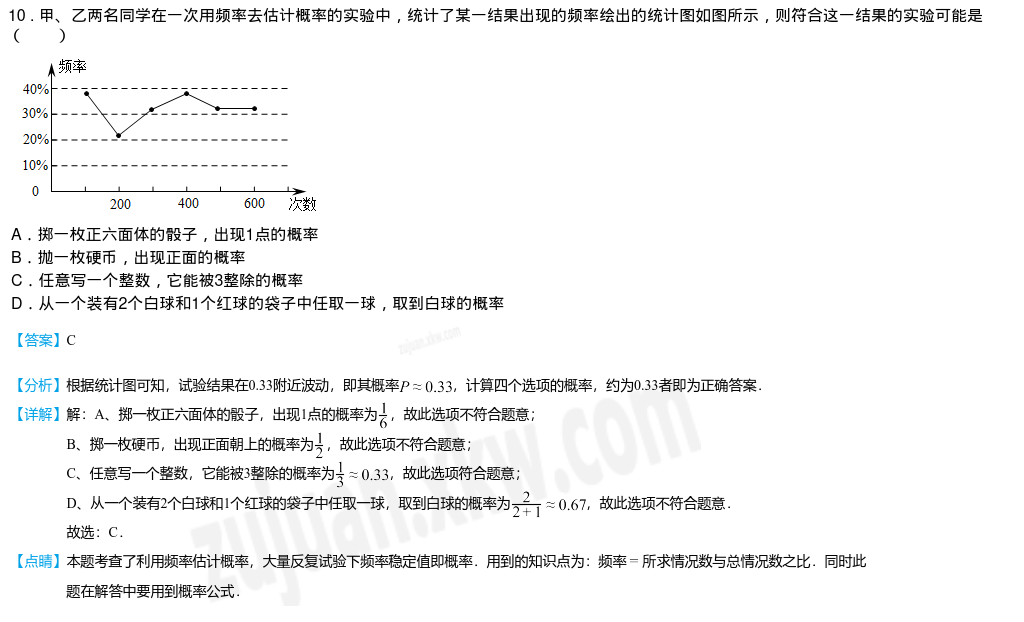 10．甲、乙两名同学在一次用频率去估计概率的实验中，统计了某一结果出现的频率绘出的统计图如图所示，则符合这一结果的实验可能是
（　　）
频率
40%
30%
20%
10%
0
200 400 600 次数
A．掷一枚正六面体的骰子，出现1点的概率
B．抛一枚硬币，出现正面的概率
C．任意写一个整数，它能被3整除的概率
D．从一个装有2个白球和1个红球的袋子中任取一球，取到白球的概率
【答案】C
zujuan.xkw.com
【分析】根据统计图可知，试验结果在0.33附近波动，即其概率P≈0.33，计算四个选项的概率，约为0.33者即为正确答案．
【详解】解：A、掷一枚正六面体的骰子，出现1点的概率为1/6，故此选项不符合题意；
B、掷一枚硬币，出现正面朝上的概率为1/2，故此选项不符合题意；
C、任意写一个整数，它能被3整除的概率为1/3≈0.33，故此选项符合题意；
D、从一个装有2个白球和1个红球的袋子中任取一球，取到白球的概率为2/(2+1)≈0.67，故此选项不符合题意．
故选：C．
zujuan.xkw.com
【点睛】本题考查了利用频率估计概率，大量反复试验下频率稳定值即概率．用到的知识点为：频率＝所求情况数与总情况数之比．同时此
题在解答中要用到概率公式．